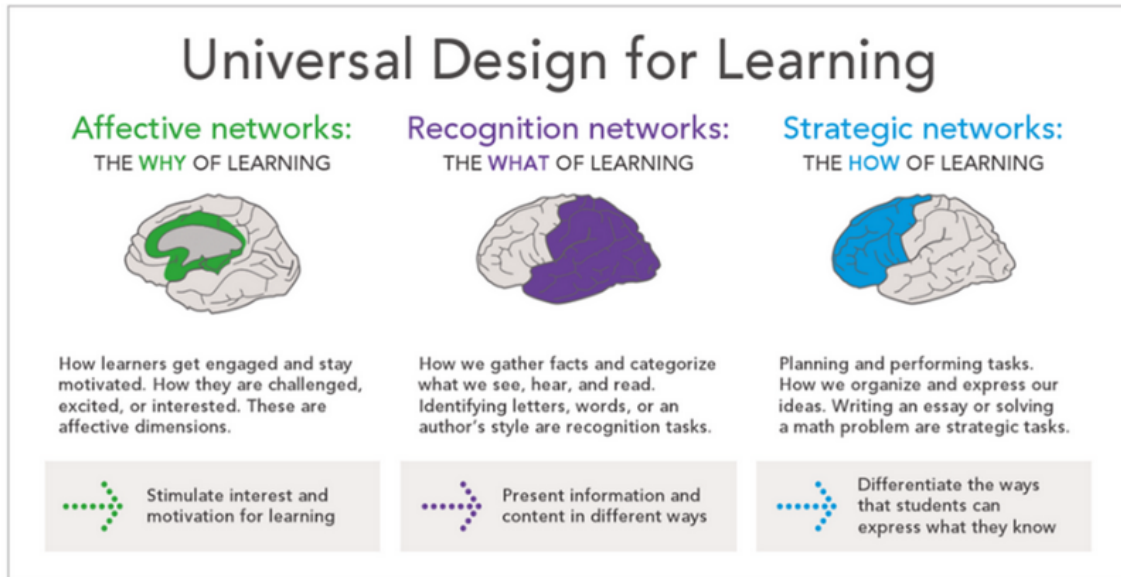 Universal Design for Learning
Affective networks:
THE WHY OF LEARNING
How learners get engaged and stay
motivated. How they are challenged,
excited, or interested. These are
affective dimensions.
Stimulate interest and
motivation for learning
Recognition networks:
THE WHAT OF LEARNING
How we gather facts and categorize
what we see, hear, and read.
Identifying letters, words, or an
author's style are recognition tasks.
Present information and
content in different ways
Strategic networks:
THE HOW OF LEARNING
Planning and performing tasks.
How we organize and express our
ideas. Writing an essay or solving
a math problem are strategic tasks.
Differentiate the ways
that students can
express what they know